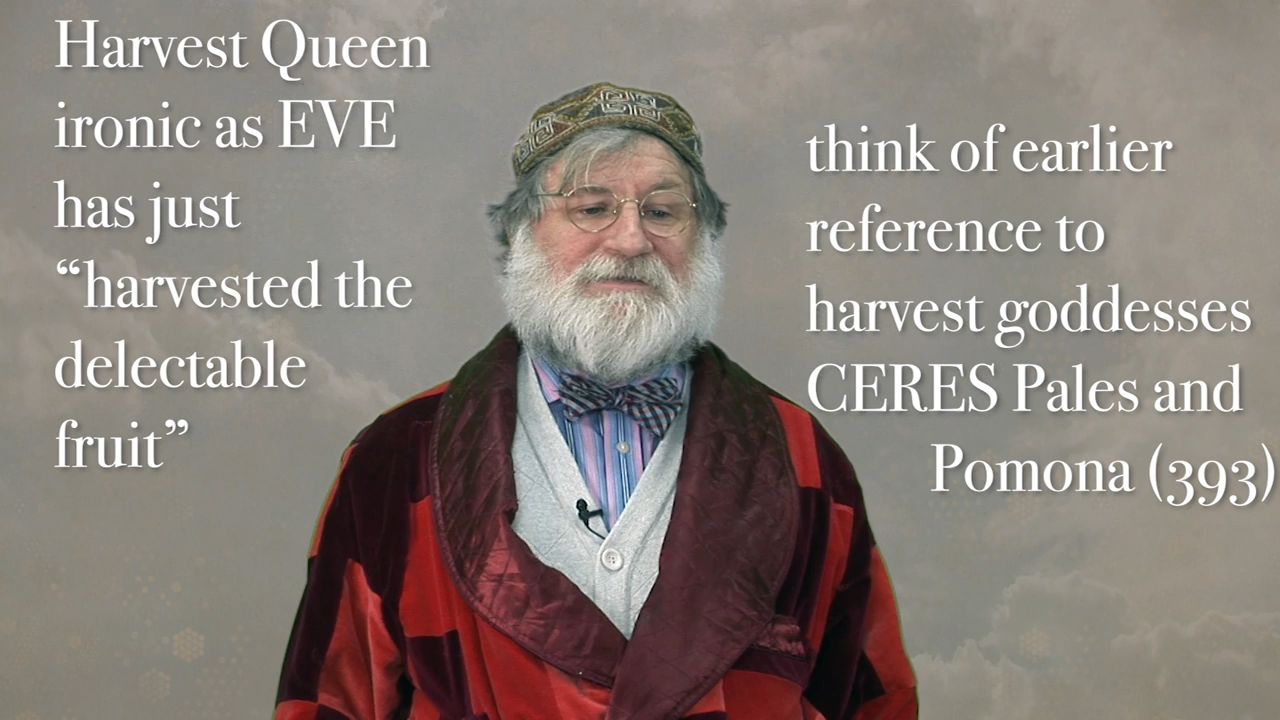 Harvest Queen
ironic as EVE
has just
“harvested the
delectable
fruit”
think of earlier
reference to
harvest goddesses
CERES Pales and
Pomona (393)